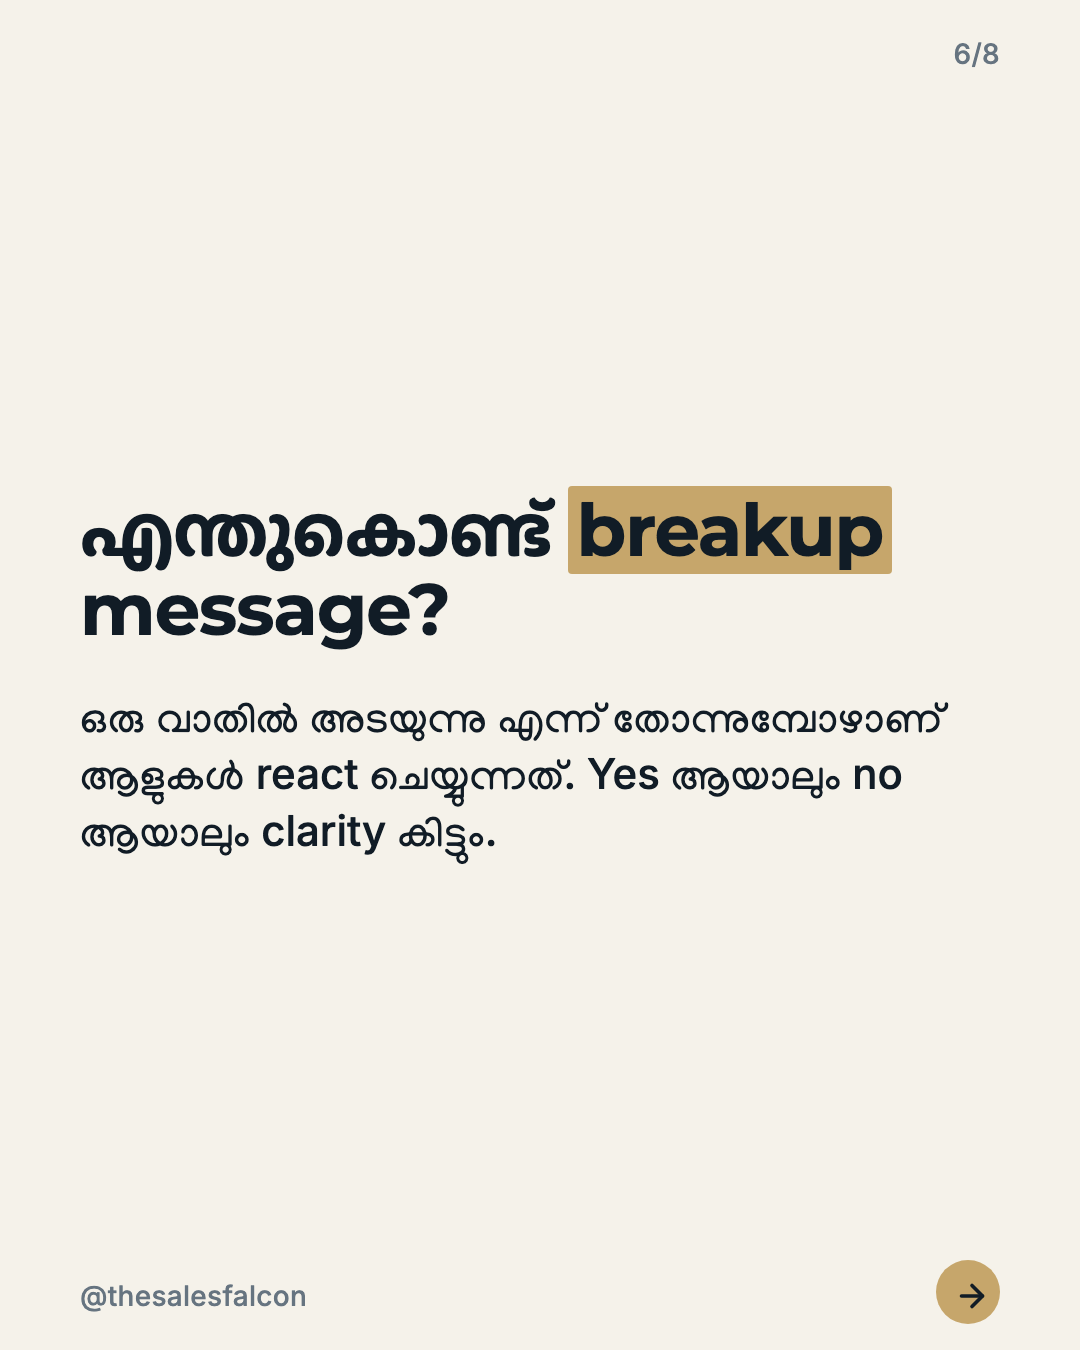 6/8
എന്തുകൊണ്ട് breakup
message?
ഒരു വാതിൽ അടയുന്നു എന്ന് തോന്നുമ്പോഴാണ്
ആളുകൾ react ചെയ്യുന്നത്. Yes ആയാലും no
ആയാലും clarity കിട്ടും.
@thesalesfalcon